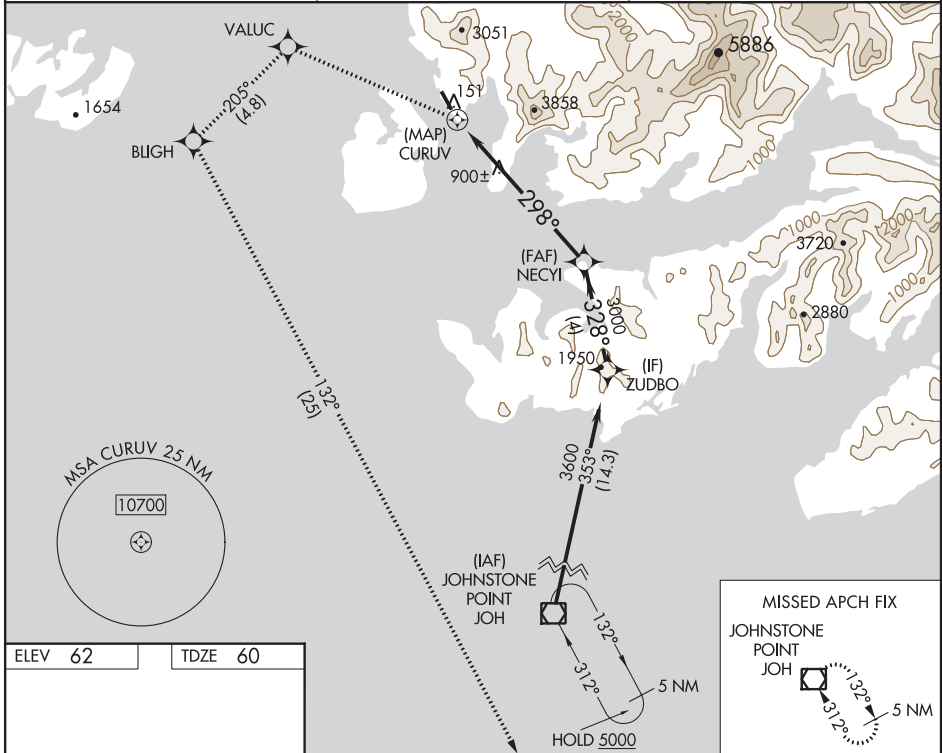 VALUC
3051
5886
2000
1654
205°
(4.8)
151
3858
(MAP)
CURUV
BLIGH
900±
1000
298°
(FAF)
NECYI
1000
2000
3720
1000
328°
3000
(4)
2880
1950
(IF)
ZUDBO
132°
(25)
MSA CURUV 25 NM
10700
3600
353°
(14.3)
(IAF)
JOHNSTONE
POINT
JOH
132°
312°
5 NM
HOLD 5000
MISSED APCH FIX
JOHNSTONE
POINT
JOH
132°
312°
5 NM
ELEV 62
TDZE 60